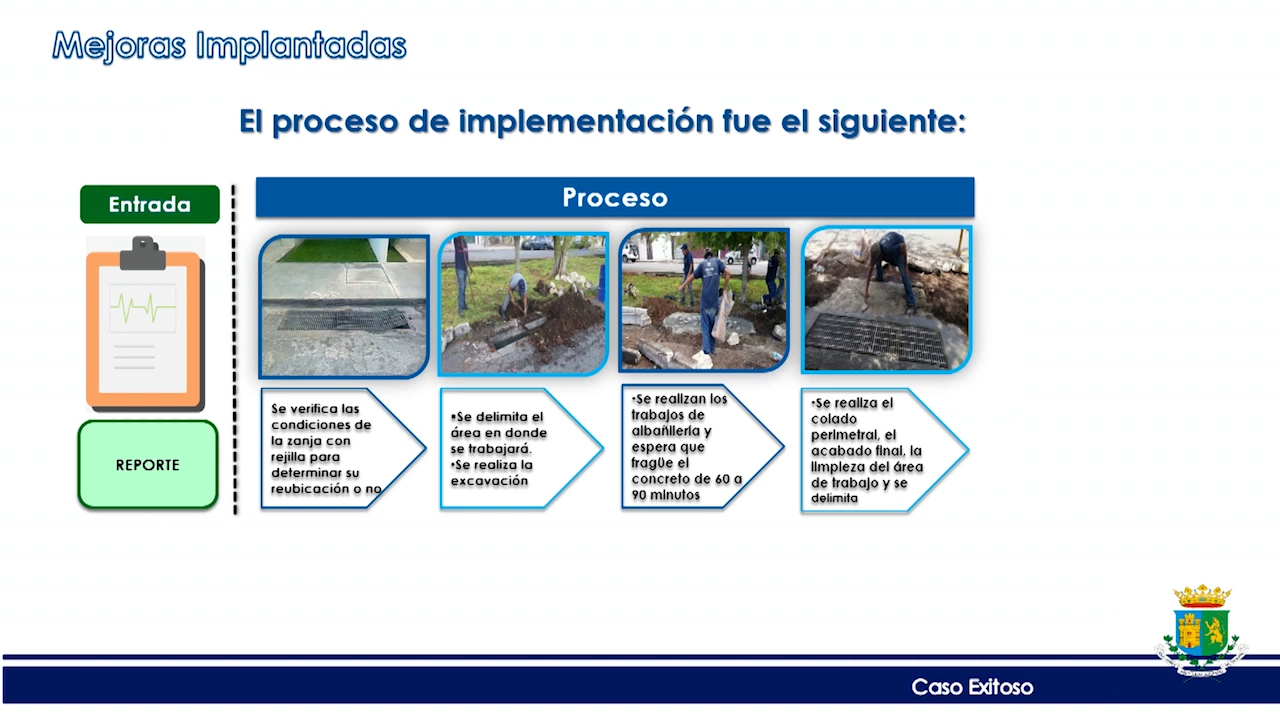 Mejoras Implantadas
El proceso de implementación fue el siguiente:
Entrada
Proceso
REPORTE
Se verifica las
condiciones de
la zanja con
rejilla para
determinar su
reubicación o no
•Se delimita el
área en donde
se trabajará.
•Se realiza la
excavación
•Se realizan los
trabajos de
albañilería y
espera que
fragüe el
concreto de 60 a
90 minutos
•Se realiza el
colado
perimetral, el
acabado final, la
limpieza del área
de trabajo y se
delimita
Caso Exitoso